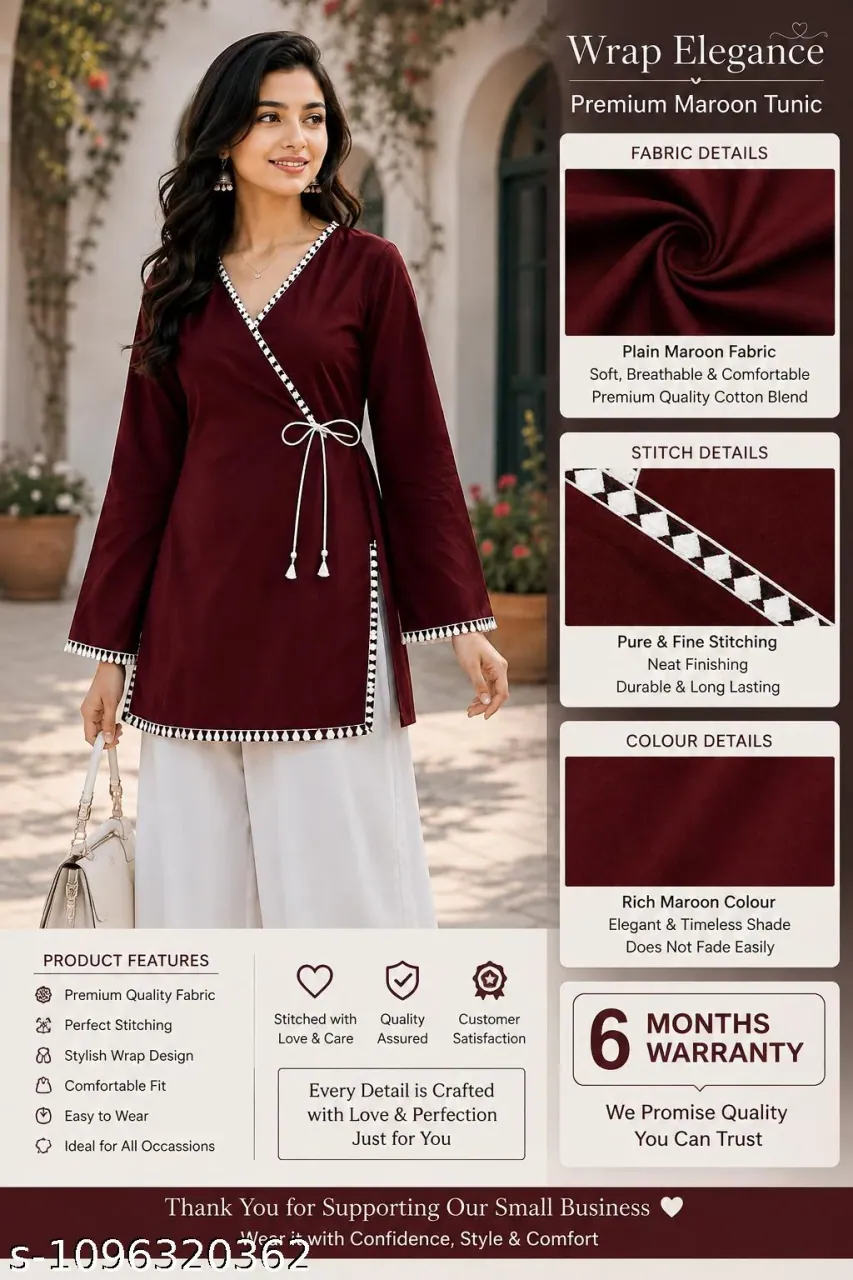 Wrap Elegance
Premium Maroon Tunic
FABRIC DETAILS
Plain Maroon Fabric
Soft, Breathable & Comfortable
Premium Quality Cotton Blend
STITCH DETAILS
Pure & Fine Stitching
Neat Finishing
Durable & Long Lasting
COLOUR DETAILS
Rich Maroon Colour
Elegant & Timeless Shade
Does Not Fade Easily
6 MONTHS
WARRANTY
We Promise Quality
You Can Trust
PRODUCT FEATURES
Premium Quality Fabric
Perfect Stitching
Stylish Wrap Design
Comfortable Fit
Easy to Wear
Ideal for All Occassions
Stitched with
Love & Care
Quality
Assured
Customer
Satisfaction
Every Detail is Crafted
with Love & Perfection
Just for You
Thank You for Supporting Our Small Business
Wear it with Confidence, Style & Comfort
s-1096320362